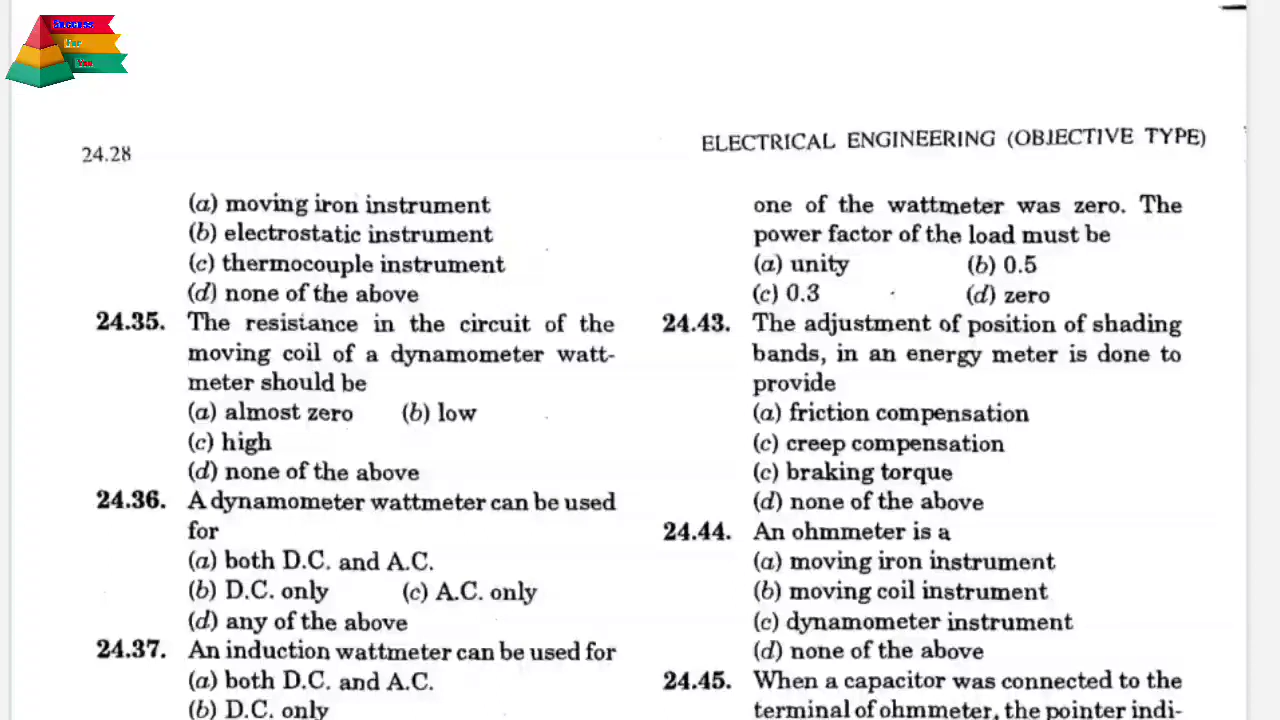 Success
For
You
24.28
ELECTRICAL ENGINEERING (OBJECTIVE TYPE)
(a) moving iron instrument
(b) electrostatic instrument
(c) thermocouple instrument
(d) none of the above
24.35. The resistance in the circuit of the
moving coil of a dynamometer watt-
meter should be
(a) almost zero (b) low
(c) high
(d) none of the above
24.36. A dynamometer wattmeter can be used
for
(a) both D.C. and A.C.
(b) D.C. only (c) A.C. only
(d) any of the above
24.37. An induction wattmeter can be used for
(a) both D.C. and A.C.
(b) D.C. only
one of the wattmeter was zero. The
power factor of the load must be
(a) unity (b) 0.5
(c) 0.3 (d) zero
24.43. The adjustment of position of shading
bands, in an energy meter is done to
provide
(a) friction compensation
(c) creep compensation
(c) braking torque
(d) none of the above
24.44. An ohmmeter is a
(a) moving iron instrument
(b) moving coil instrument
(c) dynamometer instrument
(d) none of the above
24.45. When a capacitor was connected to the
terminal of ohmmeter, the pointer indi-